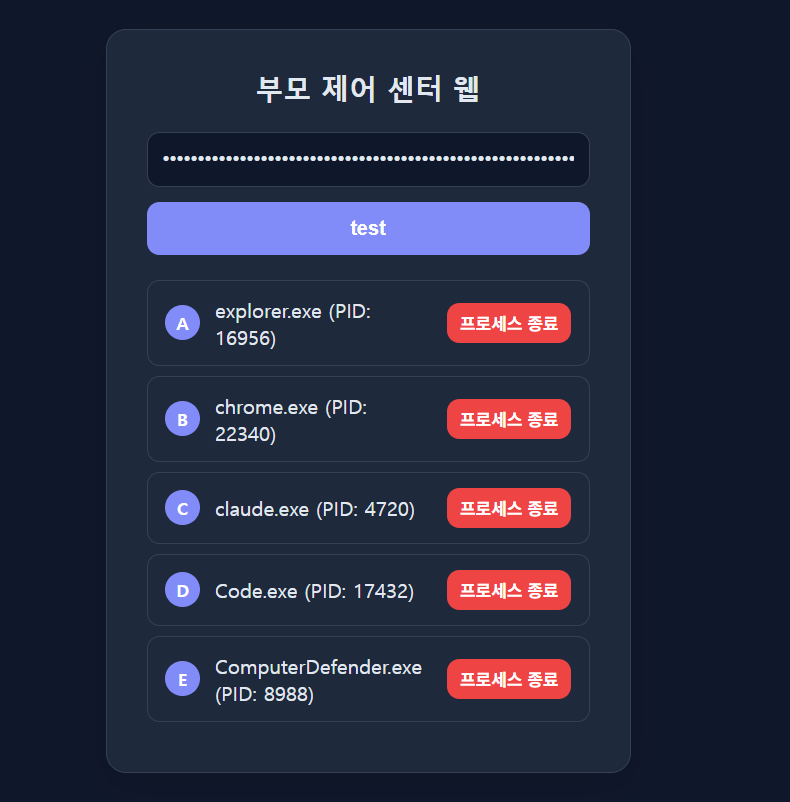 부모 제어 센터 웹
test
A
explorer.exe (PID:
16956)
프로세스 종료
B
chrome.exe (PID:
22340)
프로세스 종료
C
claude.exe (PID: 4720)
프로세스 종료
D
Code.exe (PID: 17432)
프로세스 종료
E
ComputerDefender.exe
(PID: 8988)
프로세스 종료